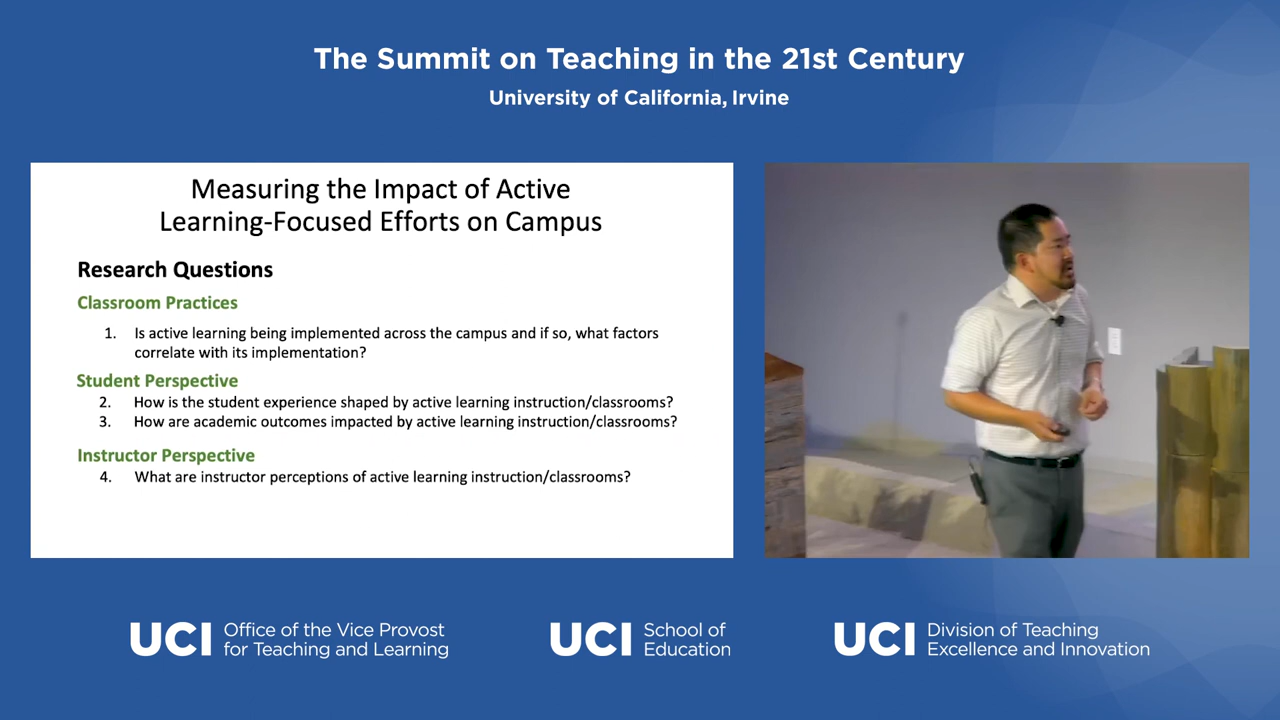 The Summit on Teaching in the 21st Century
University of California, Irvine
Measuring the Impact of Active
Learning-Focused Efforts on Campus
Research Questions
Classroom Practices
1. Is active learning being implemented across the campus and if so, what factors
correlate with its implementation?
Student Perspective
2. How is the student experience shaped by active learning instruction/classrooms?
3. How are academic outcomes impacted by active learning instruction/classrooms?
Instructor Perspective
4. What are instructor perceptions of active learning instruction/classrooms?
UCI Office of the Vice Provost
for Teaching and Learning
UCI School of
Education
UCI Division of Teaching
Excellence and Innovation